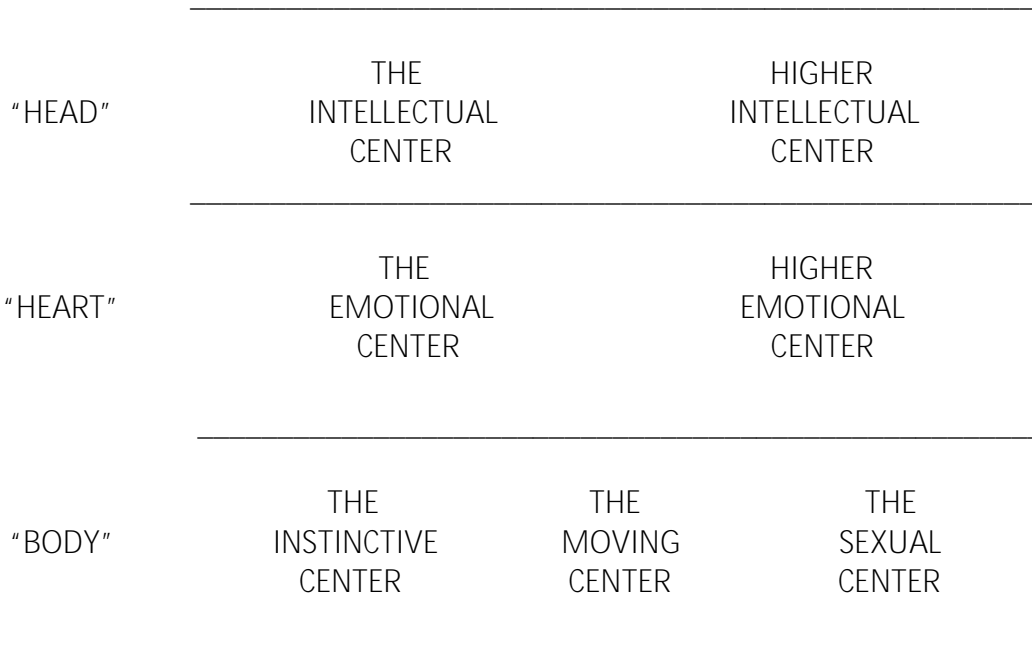 THE HIGHER
"HEAD" INTELLECTUAL INTELLECTUAL
CENTER CENTER
THE HIGHER
"HEART" EMOTIONAL EMOTIONAL
CENTER CENTER
THE THE THE
"BODY" INSTINCTIVE MOVING SEXUAL
CENTER CENTER CENTER